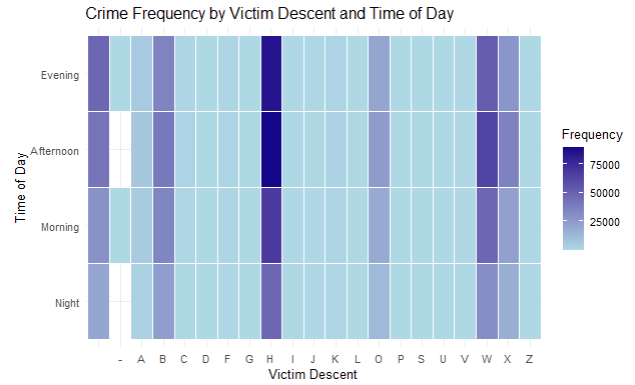 Crime Frequency by Victim Descent and Time of Day
Evening
Afternoon
Morning
Night
Time of Day
- A B C D F G H I J K L O P S U V W X Z
Victim Descent
Frequency
75000
50000
25000